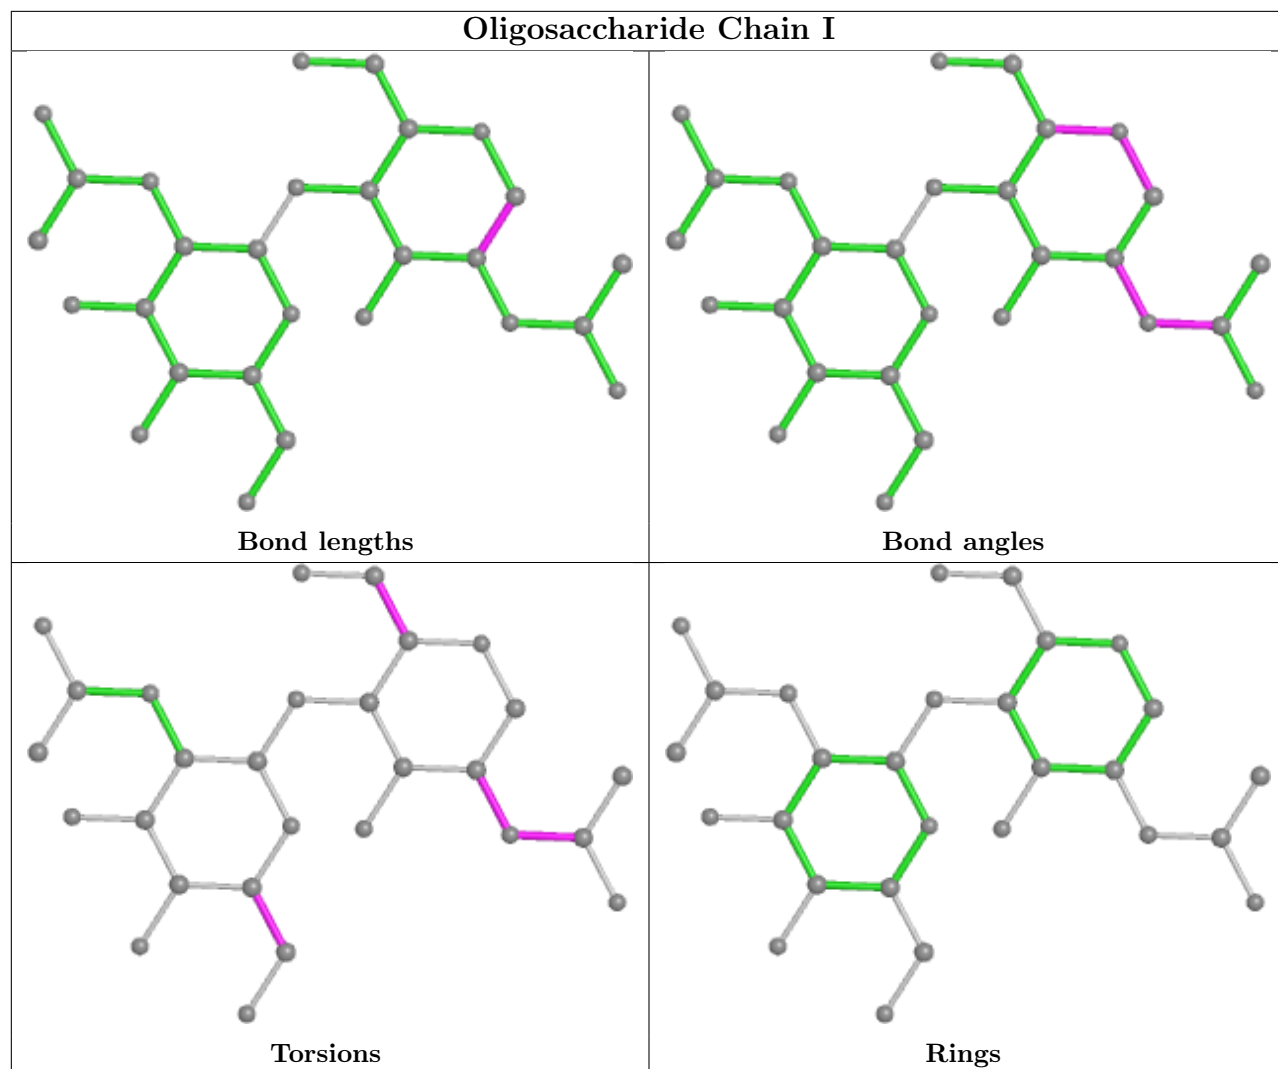 Oligosaccharide Chain I
Bond lengths
Bond angles
Torsions
Rings